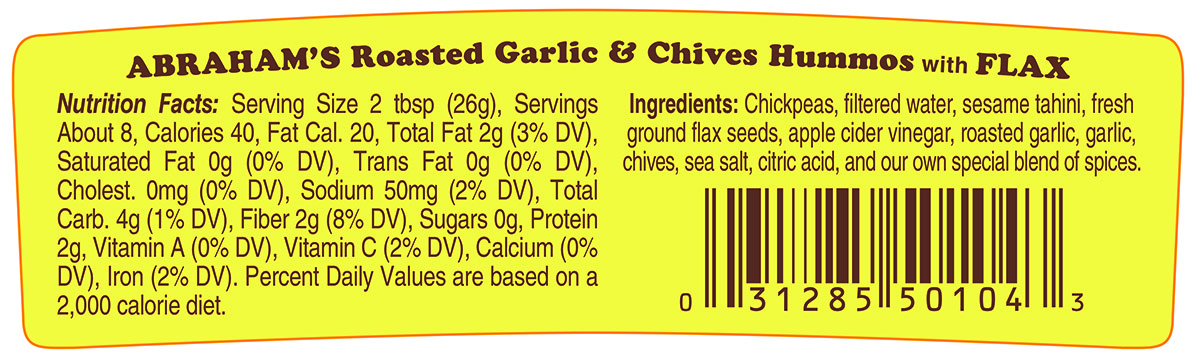 ABRAHAM'S Roasted Garlic & Chives Hummos with FLAX
Nutrition Facts: Serving Size 2 tbsp (26g), Servings
About 8, Calories 40, Fat Cal. 20, Total Fat 2g (3% DV),
Saturated Fat 0g (0% DV), Trans Fat 0g (0% DV),
Cholest. 0mg (0% DV), Sodium 50mg (2% DV), Total
Carb. 4g (1% DV), Fiber 2g (8% DV), Sugars 0g, Protein
2g, Vitamin A (0% DV), Vitamin C (2% DV), Calcium (0%
DV), Iron (2% DV). Percent Daily Values are based on a
2,000 calorie diet.
Ingredients: Chickpeas, filtered water, sesame tahini, fresh
ground flax seeds, apple cider vinegar, roasted garlic, garlic,
chives, sea salt, citric acid, and our own special blend of spices.
0 31285 50104 3